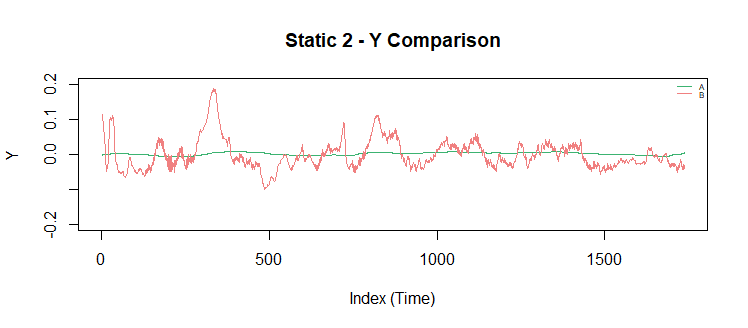 Static 2 - Y Comparison
A
B
0.2
0.1
0.0
-0.2
Y
0 500 1000 1500
Index (Time)